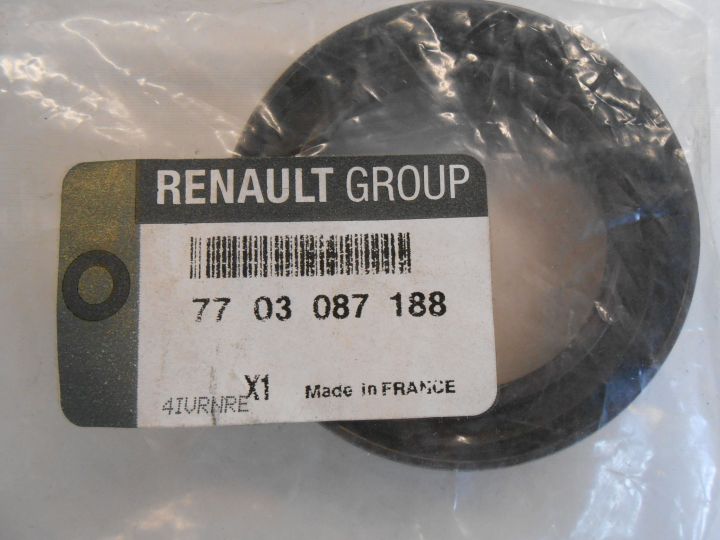 RENAULT GROUP
77 03 087 188
X1 Made in FRANCE
4IVRNRE